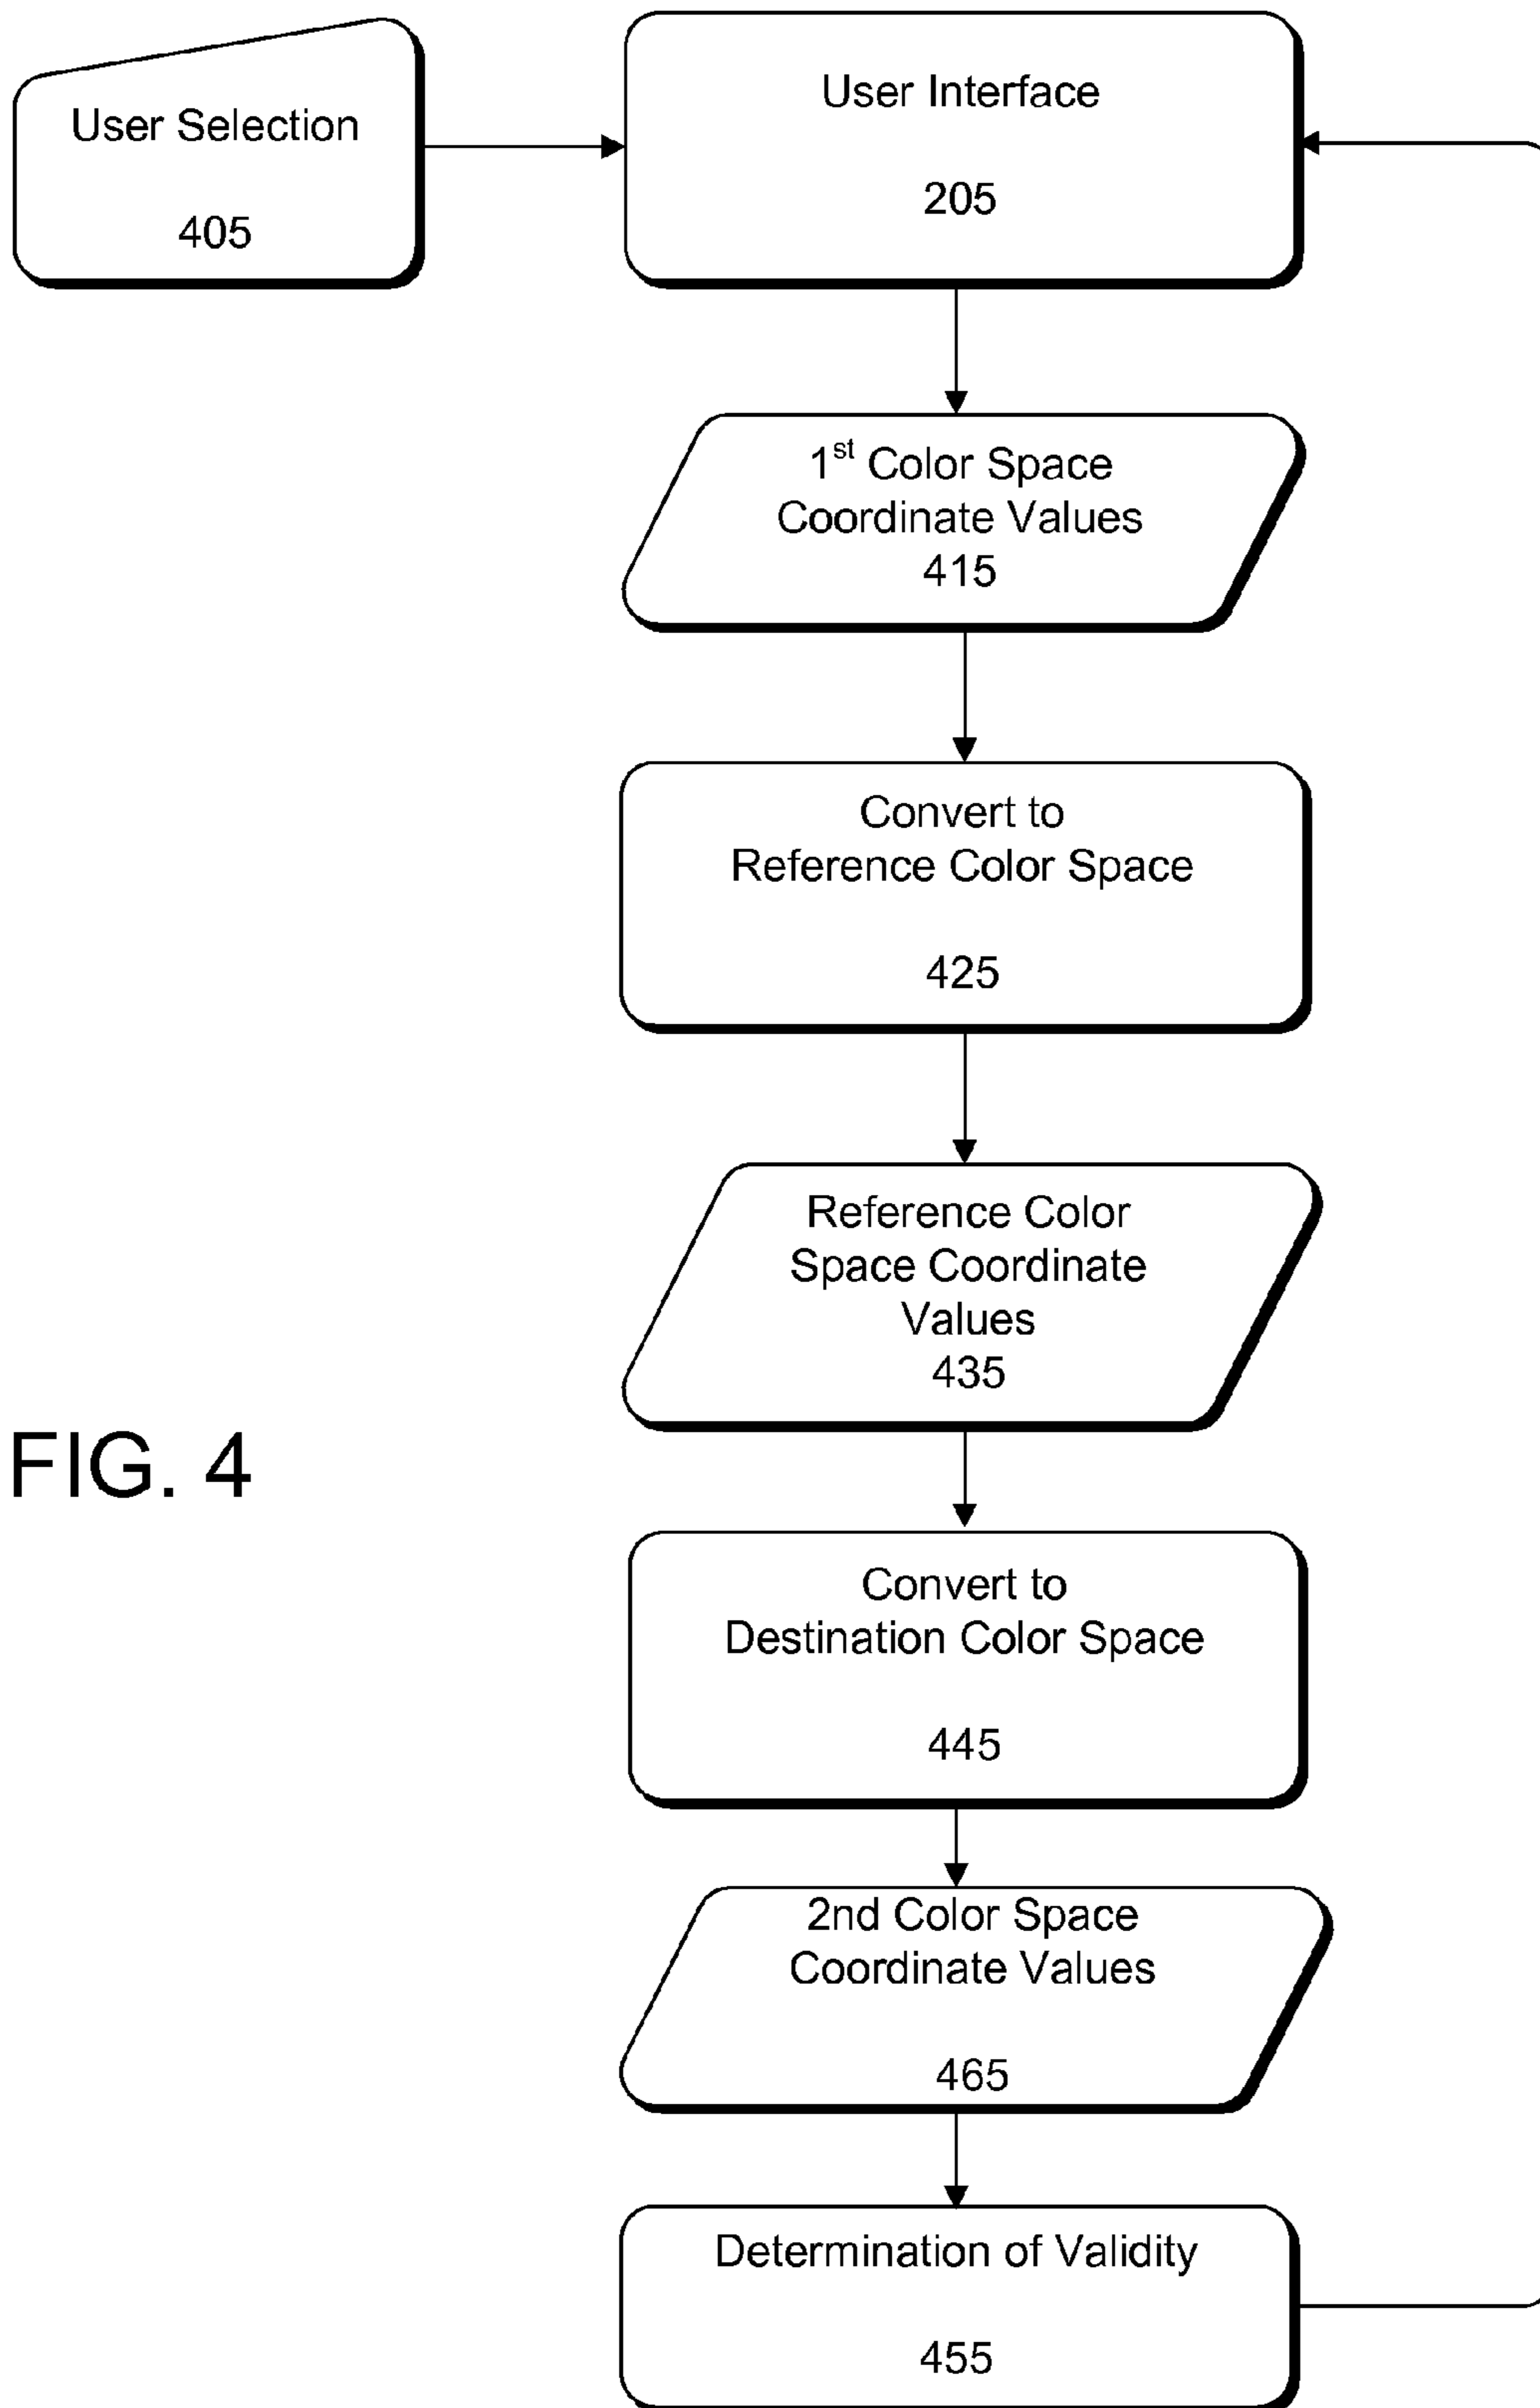 User Selection
405
User Interface
205
1st Color Space
Coordinate Values
415
Convert to
Reference Color Space
425
Reference Color
Space Coordinate
Values
435
FIG. 4
Convert to
Destination Color Space
445
2nd Color Space
Coordinate Values
465
Determination of Validity
455